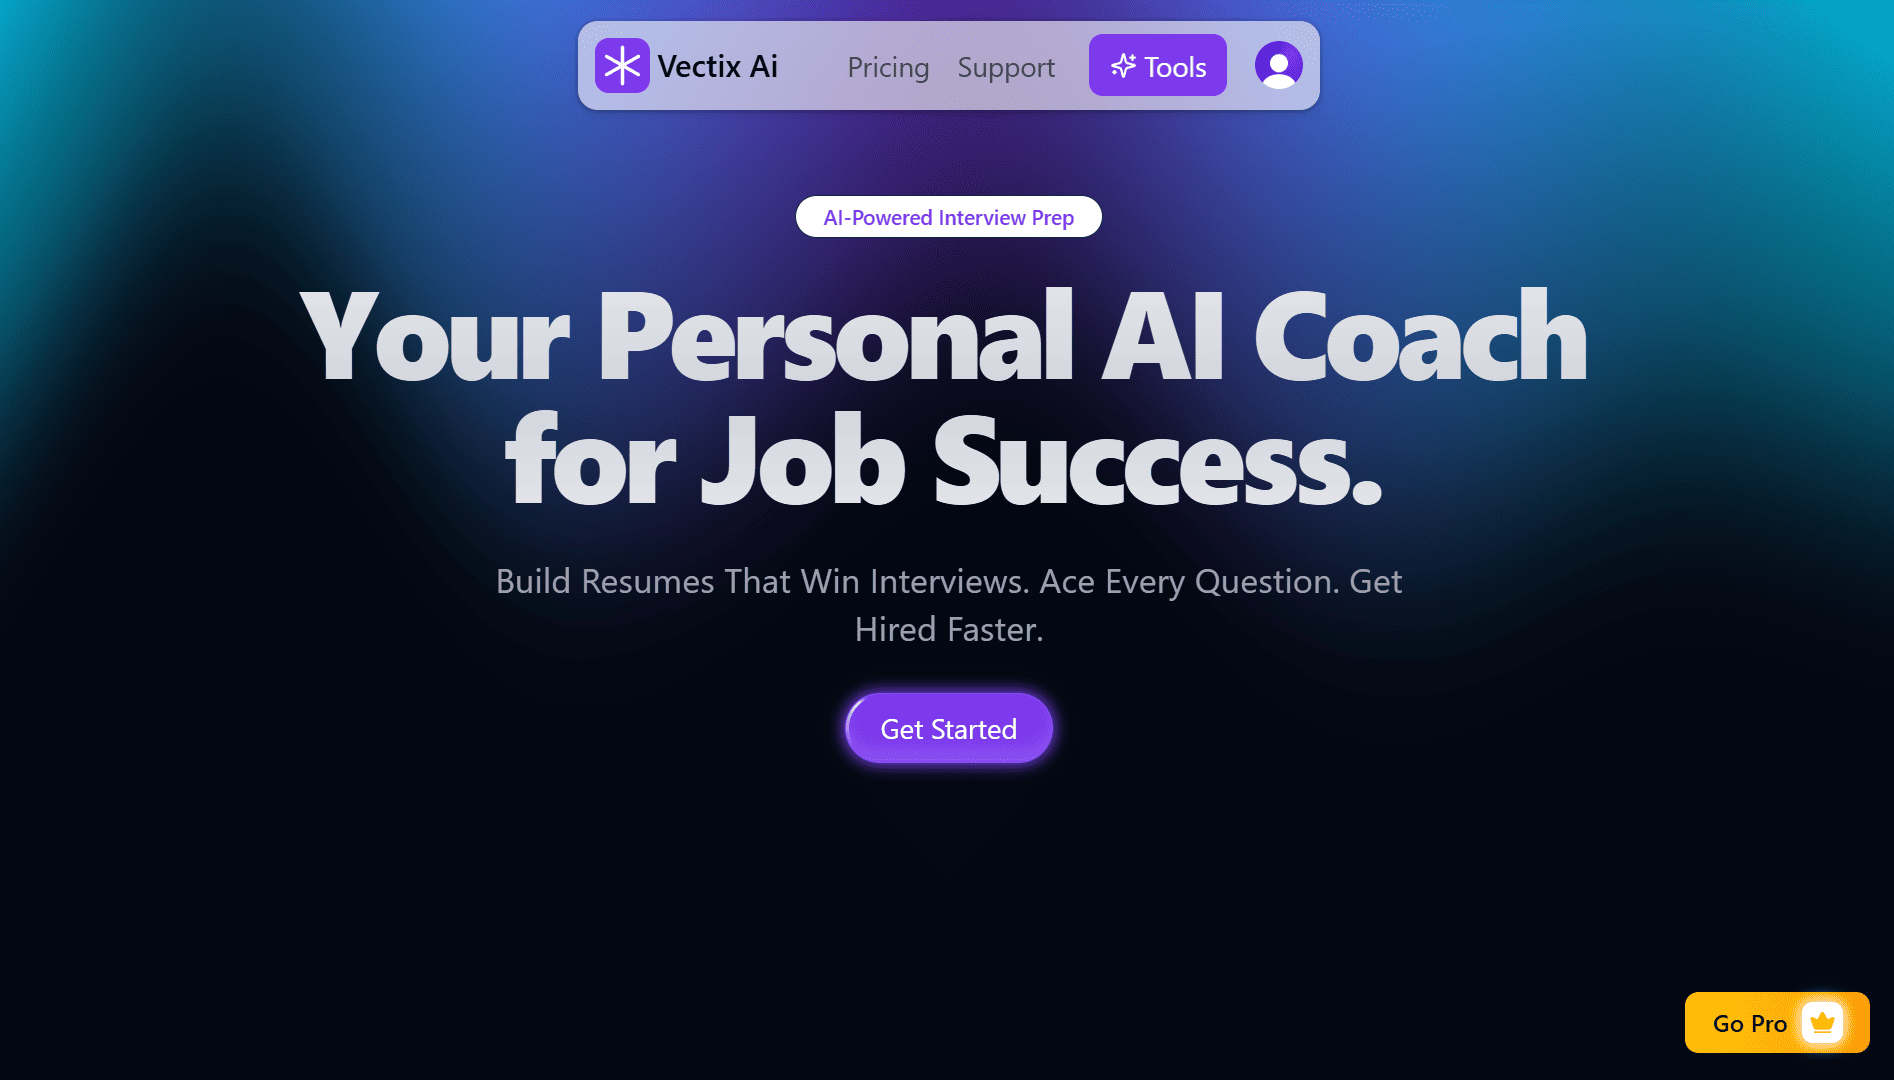 Vectix Ai
Pricing
Support
Tools
AI-Powered Interview Prep
Your Personal AI Coach
for Job Success.
Build Resumes That Win Interviews. Ace Every Question. Get
Hired Faster.
Get Started
Go Pro